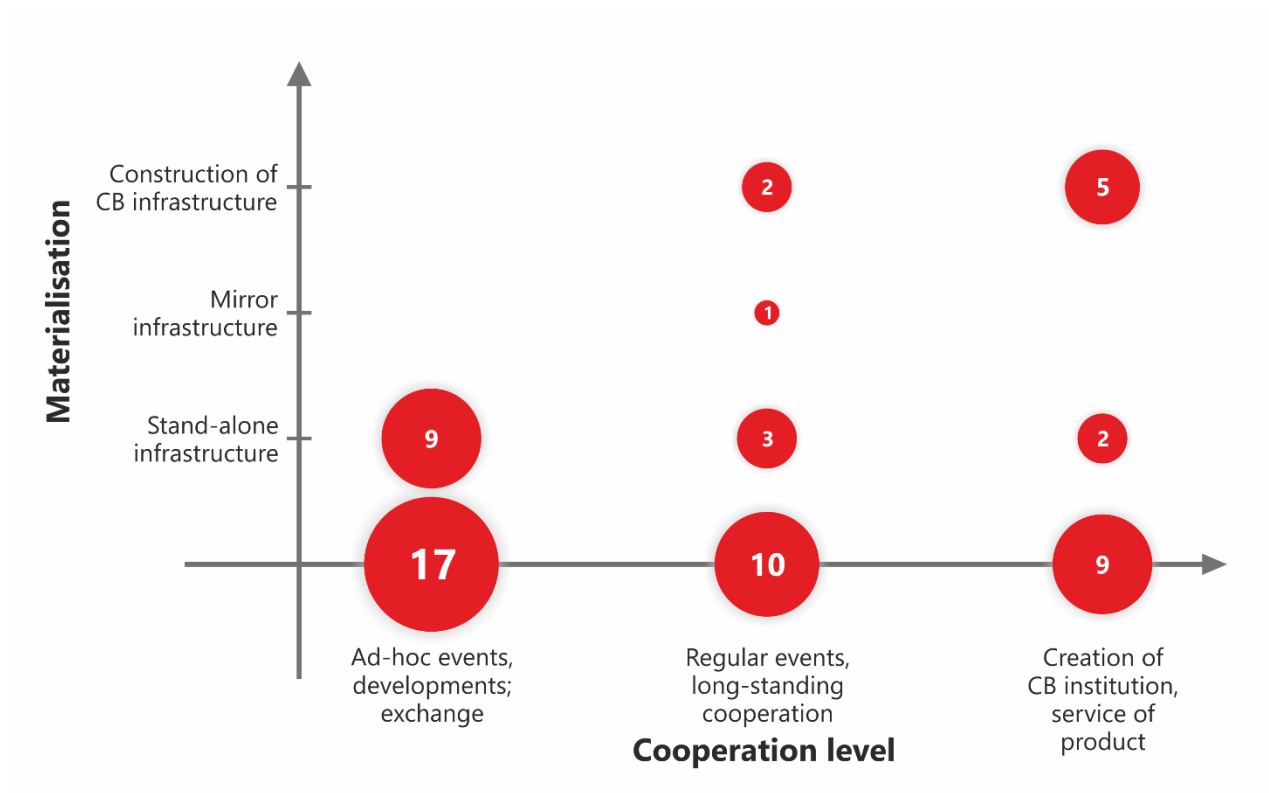 Materialisation
Construction of
CB infrastructure
2
5
Mirror
infrastructure
1
Stand-alone
infrastructure
9
3
2
17
10
9
Ad-hoc events,
developments;
exchange
Regular events,
long-standing
cooperation
Creation of
CB institution,
service of
product
Cooperation level